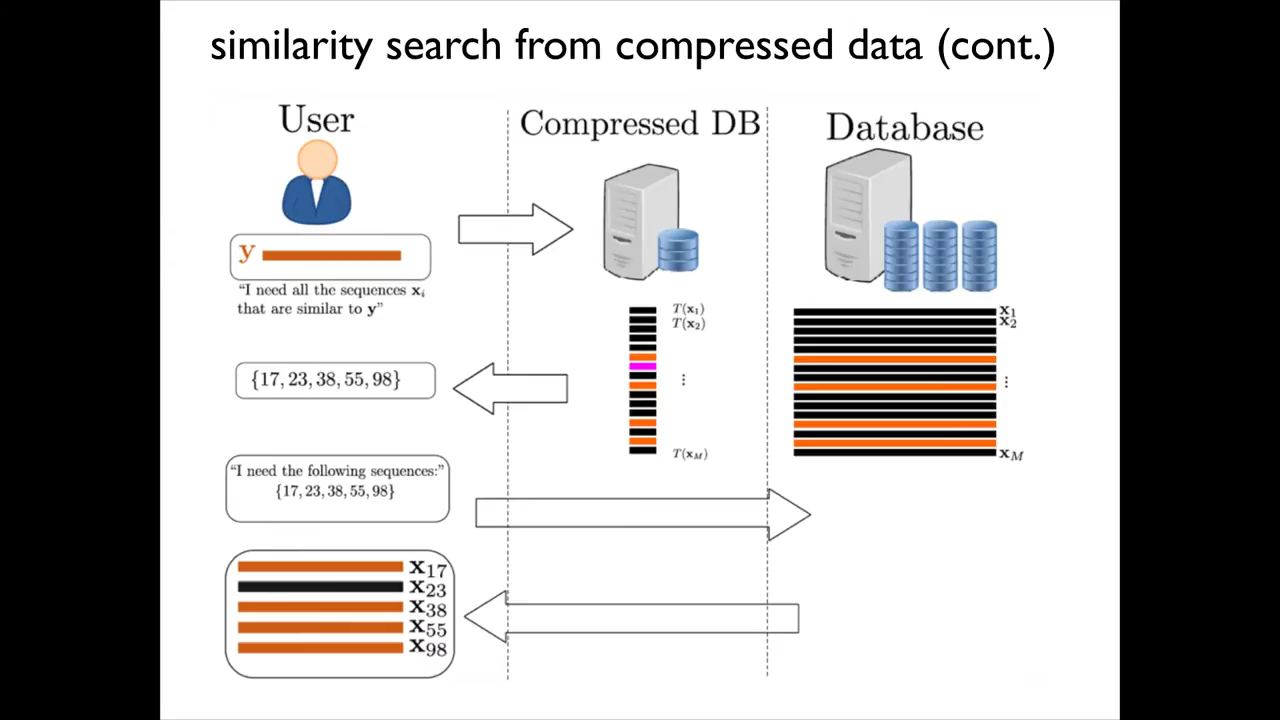 similarity search from compressed data (cont.)
User
Compressed DB
Database
y
"I need all the sequences xᵢ
that are similar to y"
T(x₁)
T(x₂)
⋮
T(x_M)
x₁
x₂
⋮
x_M
{17, 23, 38, 55, 98}
"I need the following sequences:"
{17, 23, 38, 55, 98}
x₁₇
x₂₃
x₃₈
x₅₅
x₉₈